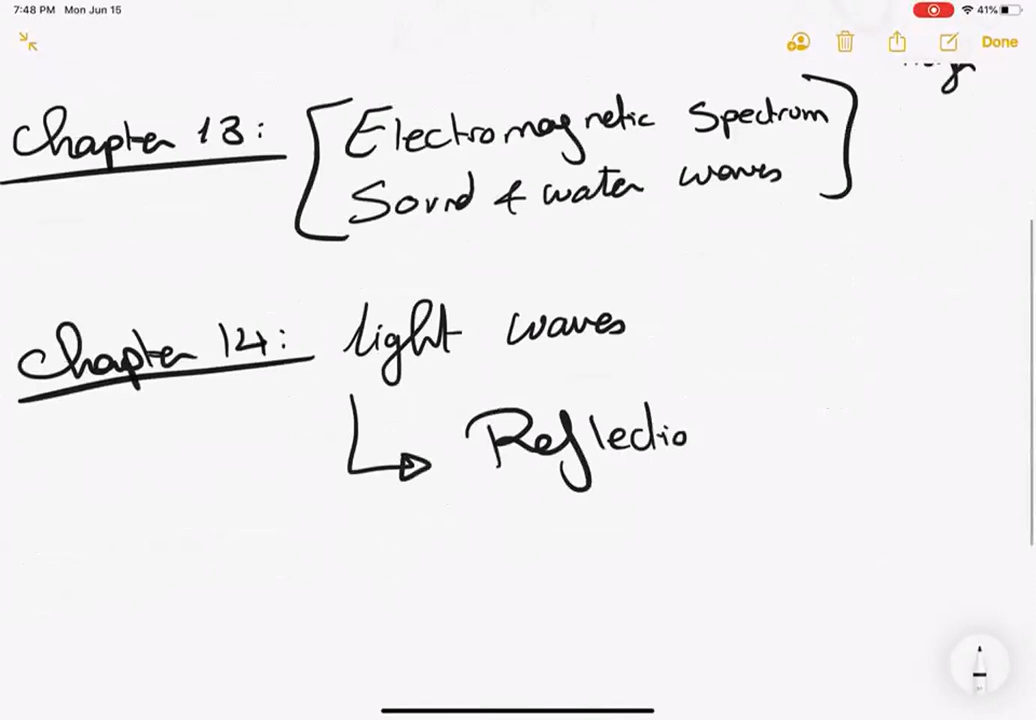 7:48 PM Mon Jun 15
41%
Done
Chapter 13: Electromagnetic Spectrum
Sound & water waves
Chapter 14: light waves
Reflectio